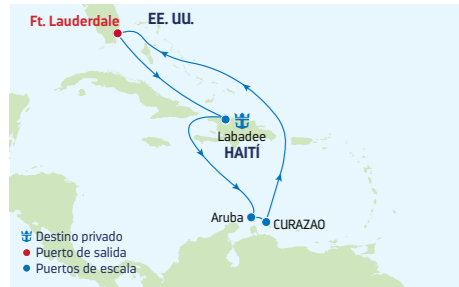 Ft. Lauderdale
EE. UU.
Labadee
HAITÍ
Aruba
CURAZAO
Destino privado
Puerto de salida
Puertos de escala